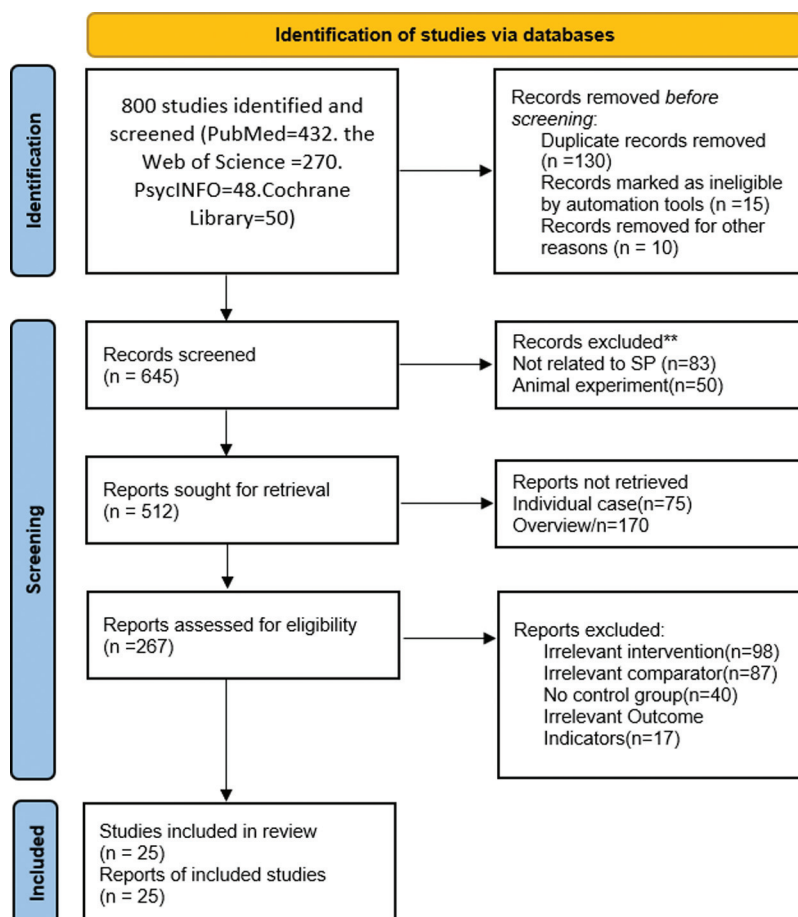 Identification of studies via databases
Identification
800 studies identified and
screened (PubMed=432. the
Web of Science =270.
PsycINFO=48.Cochrane
Library=50)
Records removed before
screening:
Duplicate records removed
(n =130)
Records marked as ineligible
by automation tools (n =15)
Records removed for other
reasons (n = 10)
Screening
Records screened
(n = 645)
Records excluded**
Not related to SP (n=83)
Animal experiment(n=50)
Reports sought for retrieval
(n = 512)
Reports not retrieved
Individual case(n=75)
Overview/n=170
Reports assessed for eligibility
(n =267)
Reports excluded:
Irrelevant intervention(n=98)
Irrelevant comparator(n=87)
No control group(n=40)
Irrelevant Outcome
Indicators(n=17)
Included
Studies included in review
(n = 25)
Reports of included studies
(n = 25)